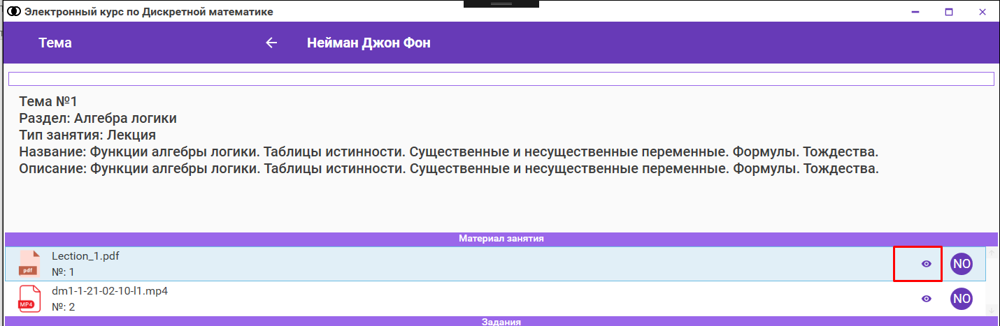 Электронный курс по Дискретной математике
Тема
Нейман Джон Фон
Тема №1
Раздел: Алгебра логики
Тип занятия: Лекция
Название: Функции алгебры логики. Таблицы истинности. Существенные и несущественные переменные. Формулы. Тождества.
Описание: Функции алгебры логики. Таблицы истинности. Существенные и несущественные переменные. Формулы. Тождества.
Материал занятия
pdf
Lection_1.pdf
№: 1
NO
MP4
dm1-1-21-02-10-l1.mp4
№: 2
NO
Задания